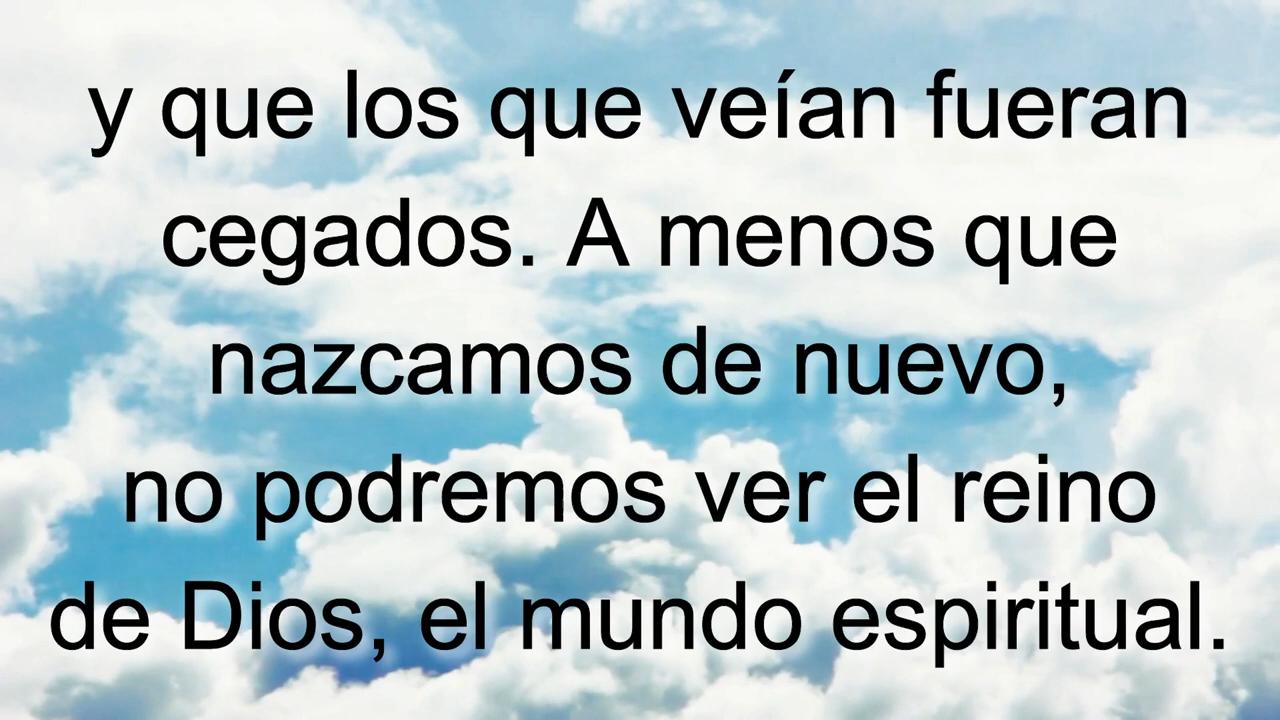 y que los que veían fueran
cegados. A menos que
nazcamos de nuevo,
no podremos ver el reino
de Dios, el mundo espiritual.